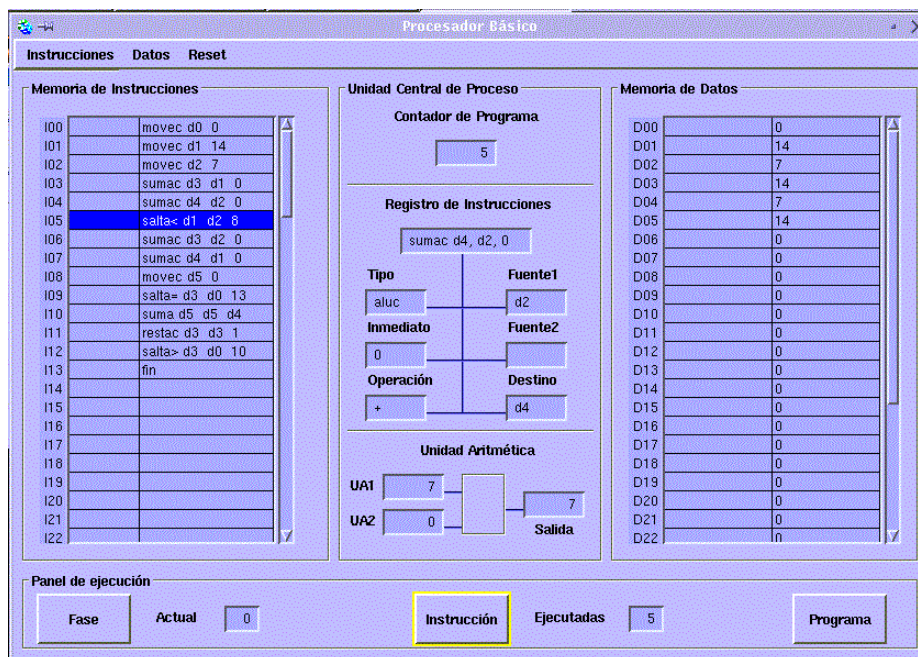 Procesador Básico
Instrucciones Datos Reset
Memoria de Instrucciones
I00 movec d0 0
I01 movec d1 14
I02 movec d2 7
I03 sumac d3 d1 0
I04 sumac d4 d2 0
I05 salta< d1 d2 8
I06 sumac d3 d2 0
I07 sumac d4 d1 0
I08 movec d5 0
I09 salta= d3 d0 13
I10 suma d5 d5 d4
I11 restac d3 d3 1
I12 salta> d3 d0 10
I13 fin
I14
I15
I16
I17
I18
I19
I20
I21
I22
Unidad Central de Proceso
Contador de Programa
5
Registro de Instrucciones
sumac d4, d2, 0
Tipo Fuente1
aluc d2
Inmediato Fuente2
0
Operación Destino
+ d4
Unidad Aritmética
UA1 7
7
UA2 0
Salida
Memoria de Datos
D00 0
D01 14
D02 7
D03 14
D04 7
D05 14
D06 0
D07 0
D08 0
D09 0
D10 0
D11 0
D12 0
D13 0
D14 0
D15 0
D16 0
D17 0
D18 0
D19 0
D20 0
D21 0
D22 0
Panel de ejecución
Fase Actual 0 Instrucción Ejecutadas 5 Programa